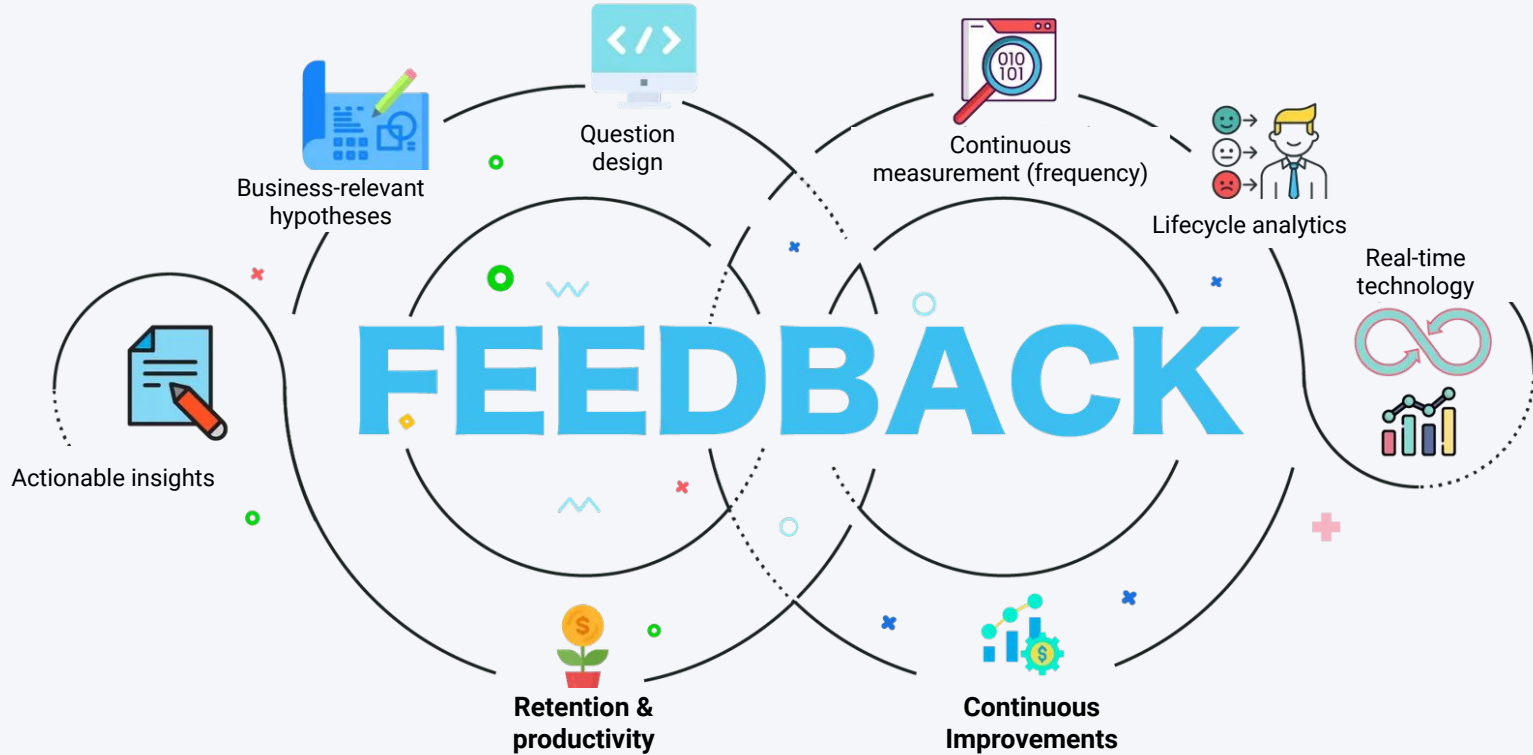 Question
design
Continuous
measurement (frequency)
Business-relevant
hypotheses
Lifecycle analytics
Real-time
technology
FEEDBACK
Actionable insights
Retention &
productivity
Continuous
Improvements
</>
010
101
$
$